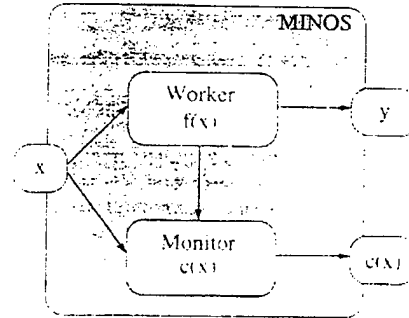 MINOS
Worker
f(x)
y
x
Monitor
c(x)
c(x)